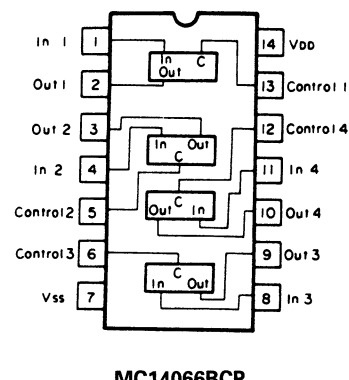 In 1 1 14 VDD
In C
Out
Out 1 2 13 Control 1
Out 2 3 12 Control 4
In Out
C
In 2 4 11 In 4
C
Out In
Control 2 5 10 Out 4
Control 3 6 9 Out 3
C
In Out
Vss 7 8 In 3
MC14066BCP